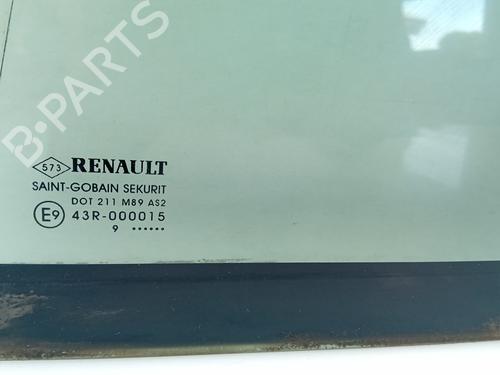 B-PARTS
573 RENAULT
SAINT-GOBAIN SEKURIT
DOT 211 M89 AS2
E9 43R-000015
9 ••••••